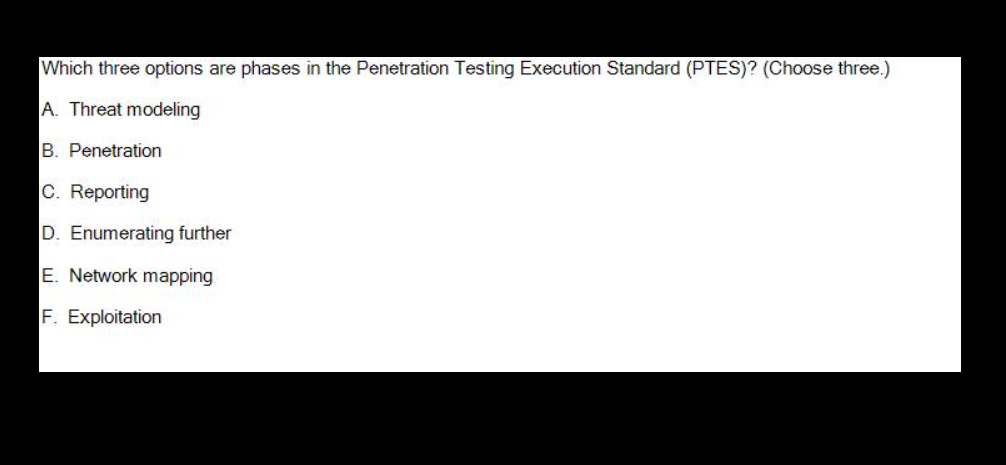 Which three options are phases in the Penetration Testing Execution Standard (PTES)? (Choose three.)
A. Threat modeling
B. Penetration
C. Reporting
D. Enumerating further
E. Network mapping
F. Exploitation